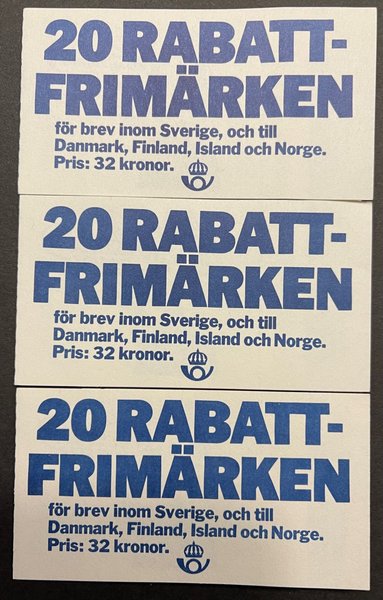 20 RABATT-
FRIMÄRKEN
för brev inom Sverige, och till
Danmark, Finland, Island och Norge.
Pris: 32 kronor.
20 RABATT-
FRIMÄRKEN
för brev inom Sverige, och till
Danmark, Finland, Island och Norge.
Pris: 32 kronor.
20 RABATT-
FRIMÄRKEN
för brev inom Sverige, och till
Danmark, Finland, Island och Norge.
Pris: 32 kronor.